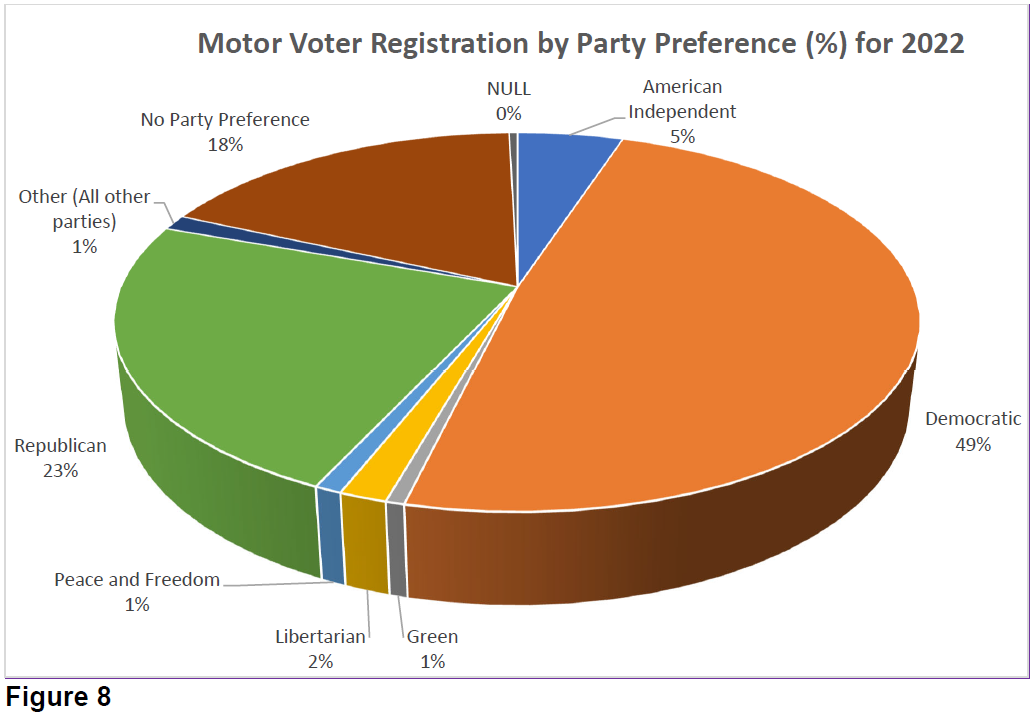 Motor Voter Registration by Party Preference (%) for 2022
NULL
0%
American
Independent
5%
No Party Preference
18%
Other (All other
parties)
1%
Democratic
49%
Republican
23%
Peace and Freedom
1%
Libertarian
2%
Green
1%
Figure 8